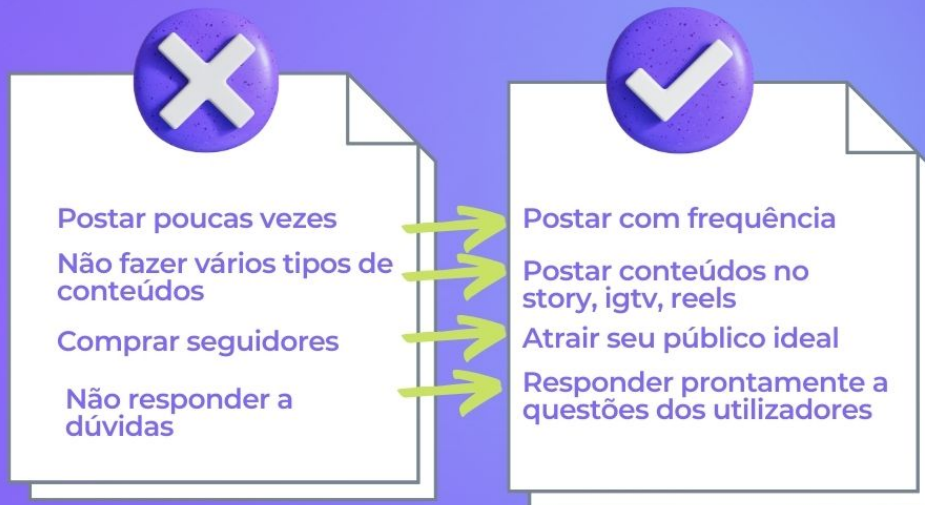 Postar poucas vezes
Não fazer vários tipos de
conteúdos
Comprar seguidores
Não responder a
dúvidas
Postar com frequência
Postar conteúdos no
story, igtv, reels
Atrair seu público ideal
Responder prontamente a
questões dos utilizadores